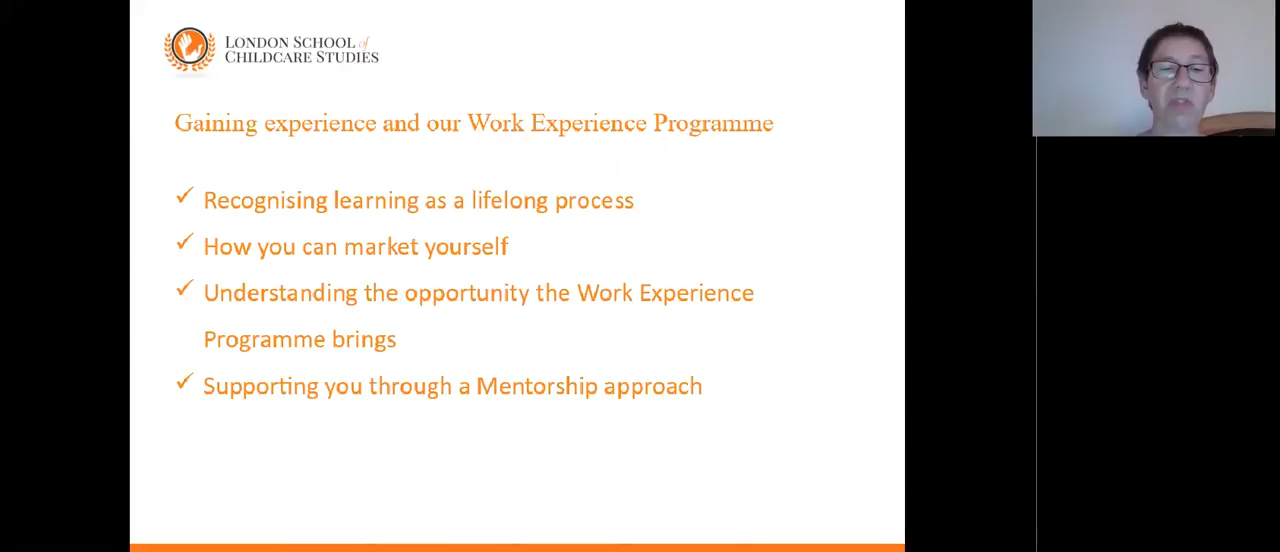 LONDON SCHOOL of
CHILDCARE STUDIES
Gaining experience and our Work Experience Programme
✓ Recognising learning as a lifelong process
✓ How you can market yourself
✓ Understanding the opportunity the Work Experience
Programme brings
✓ Supporting you through a Mentorship approach